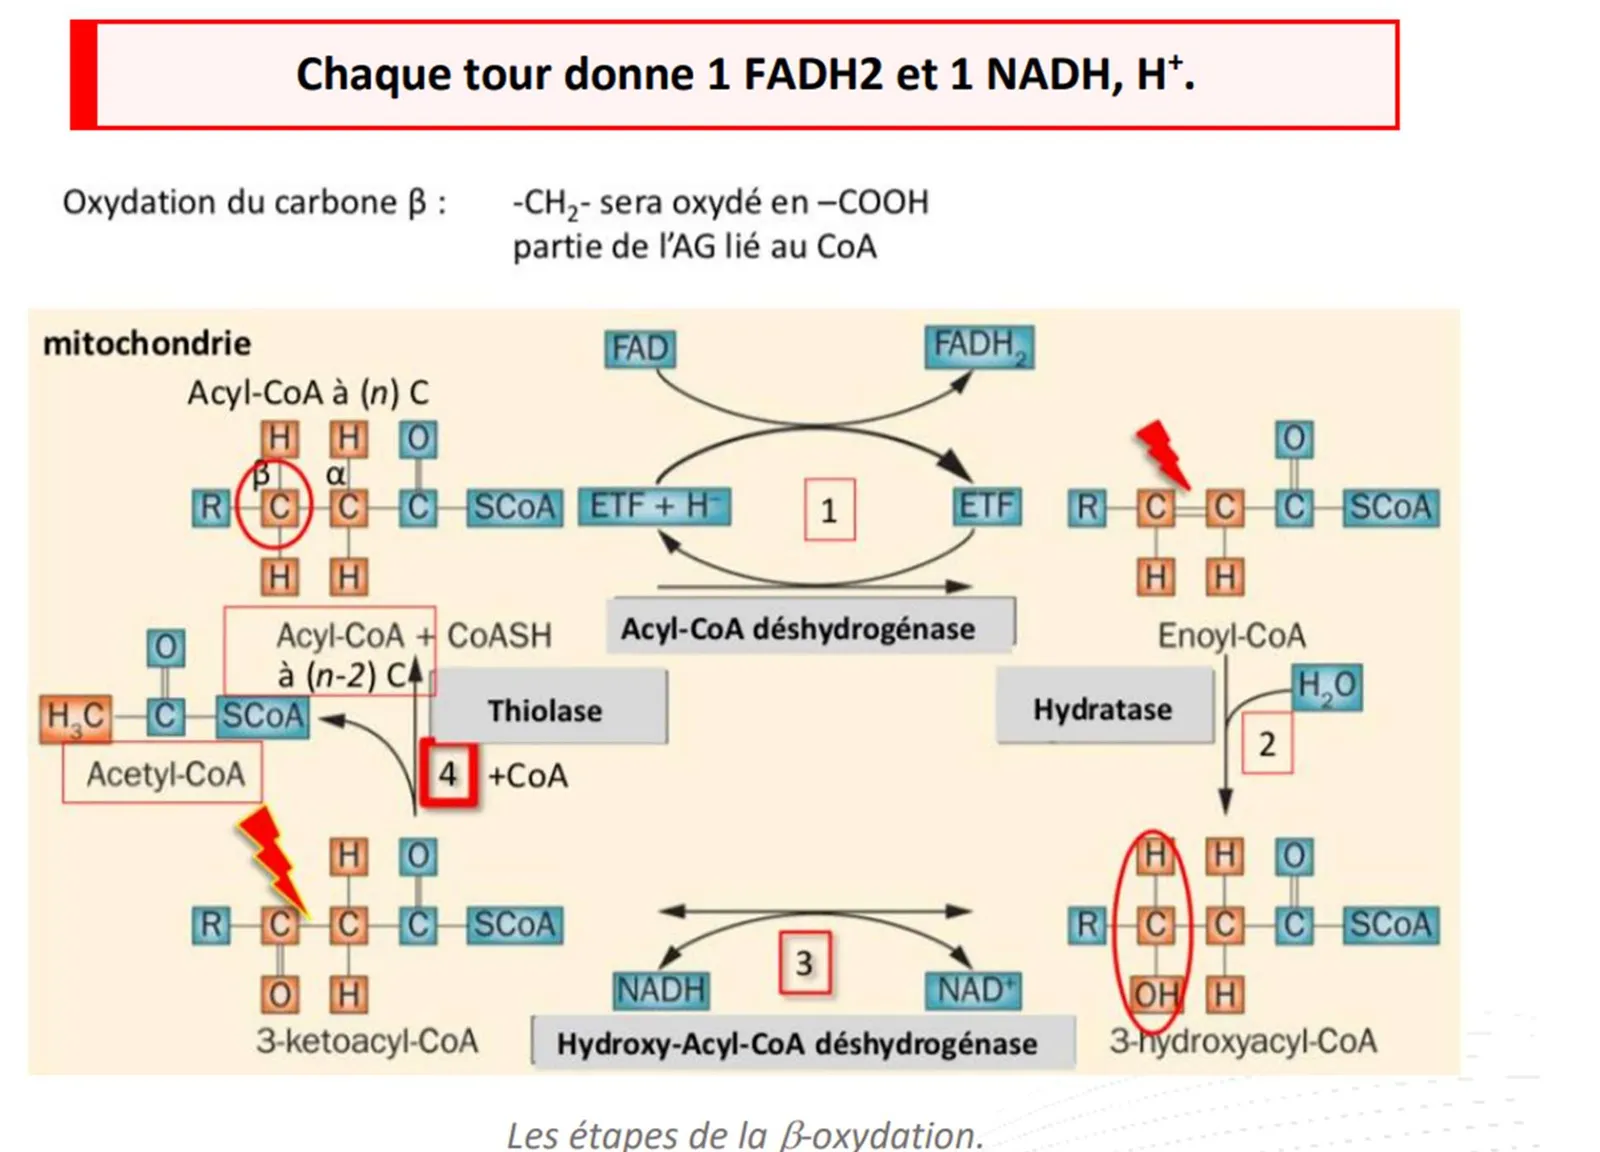 Chaque tour donne 1 FADH2 et 1 NADH, H⁺.
Oxydation du carbone β : -CH₂- sera oxydé en –COOH
partie de l'AG lié au CoA
mitochondrie
FAD
FADH₂
Acyl-CoA à (n) C
H H O
β α
R C C C SCoA
H H
ETF + H⁻
1
ETF
O
R C C C SCoA
H H
Acyl-CoA déshydrogénase
Enoyl-CoA
Acyl-CoA + CoASH
à (n-2) C
O
H₃C C SCoA
Acetyl-CoA
Thiolase
4 +CoA
Hydratase
H₂O
2
H O
R C C C SCoA
O H
3-ketoacyl-CoA
3
NADH
NAD⁺
Hydroxy-Acyl-CoA déshydrogénase
H H O
R C C C SCoA
OH H
3-hydroxyacyl-CoA
Les étapes de la β-oxydation.